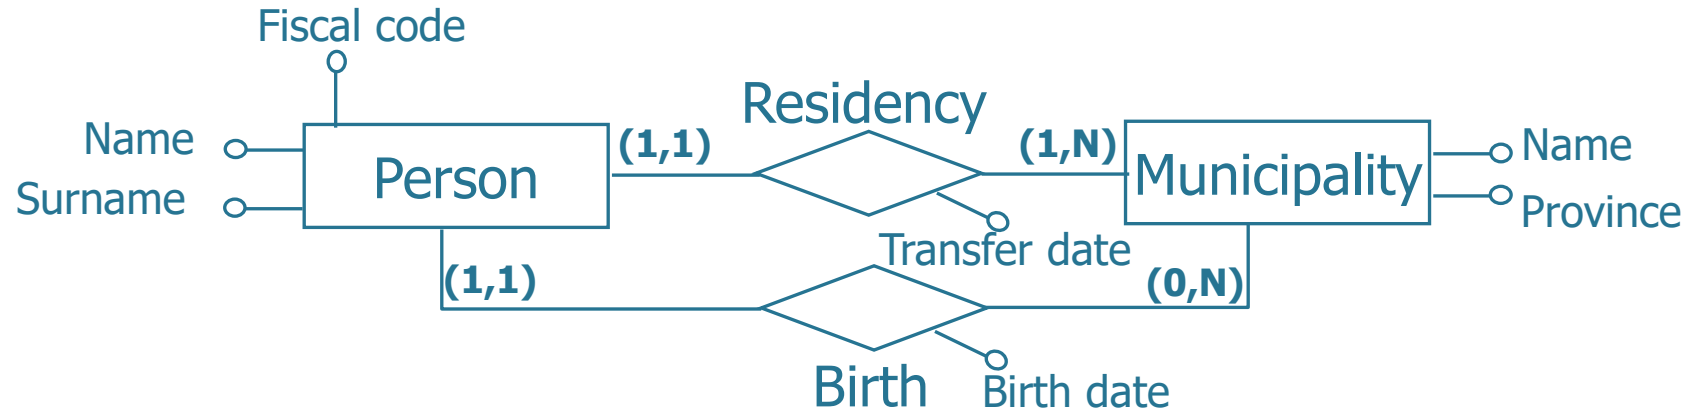 Fiscal code
Residency
Name
(1,1)
(1,N)
Name
Person
Municipality
Surname
Province
Transfer date
(1,1)
(0,N)
Birth
Birth date